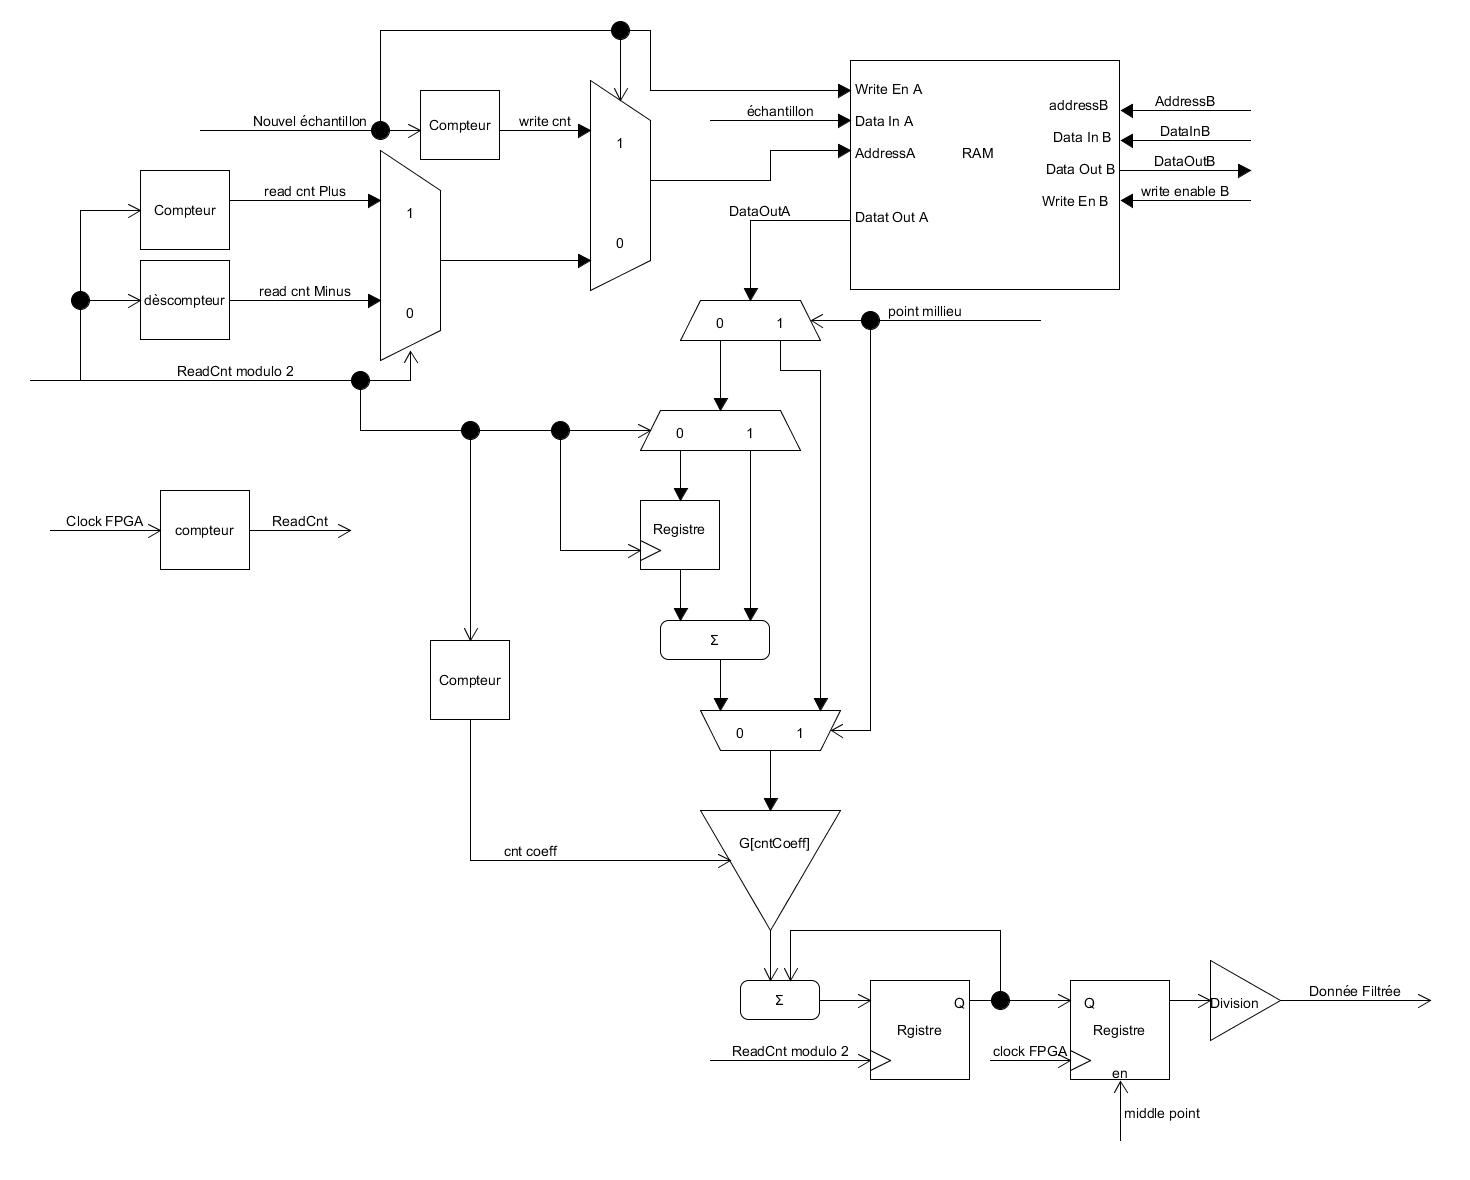 Write En A
Nouvel échantillon
Compteur
write cnt
1
échantillon
Data In A
AddressA
RAM
addressB
AddressB
Data In B
DataInB
Data Out B
DataOutB
Write En B
write enable B
Compteur
read cnt Plus
1
DataOutA
Datat Out A
0
dèscompteur
read cnt Minus
0
0 1
point millieu
ReadCnt modulo 2
0 1
Clock FPGA
compteur
ReadCnt
Registre
Σ
Compteur
0 1
G[cntCoeff]
cnt coeff
Σ
Q
Rgistre
ReadCnt modulo 2
Q
Registre
clock FPGA
en
middle point
Division
Donnée Filtrée